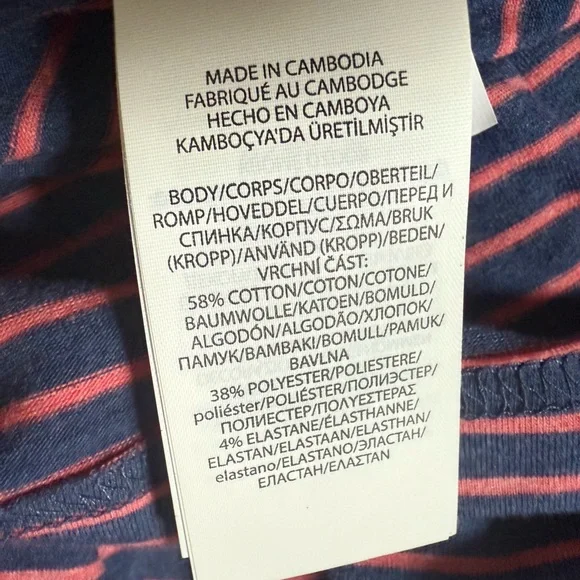 MADE IN CAMBODIA
FABRIQUÉ AU CAMBODGE
HECHO EN CAMBOYA
KAMBOÇYA'DA ÜRETİLMİŞTİR
BODY/CORPS/CORPO/OBERTEIL/
ROMP/HOVEDDEL/CUERPO/ПЕРЕД И
СПИНКА/КОРПУС/ΣΩΜΑ/BRUK
(KROPP)/ANVÄND (KROPP)/BEDEN/
VRCHNÍ ČÁST:
58% COTTON/COTON/COTONE/
BAUMWOLLE/KATOEN/BOMULD/
ALGODÓN/ALGODÃO/ХЛОПОК/
ПАМУК/BAMBAKI/BOMULL/PAMUK/
BAVLNA
38% POLYESTER/POLIESTERE/
poliéster/POLIÉSTER/ПОЛИЭСТЕР/
ПОЛИЕСТЕР/ΠΟΛΥΕΣΤΕΡΑΣ
4% ELASTANE/ÉLASTHANNE/
ELASTAN/ELASTAAN/ELASTHAN/
elastano/ELASTANO/ЭЛАСТАН/
ЕЛАСТАН/ΕΛΑΣΤΑΝ